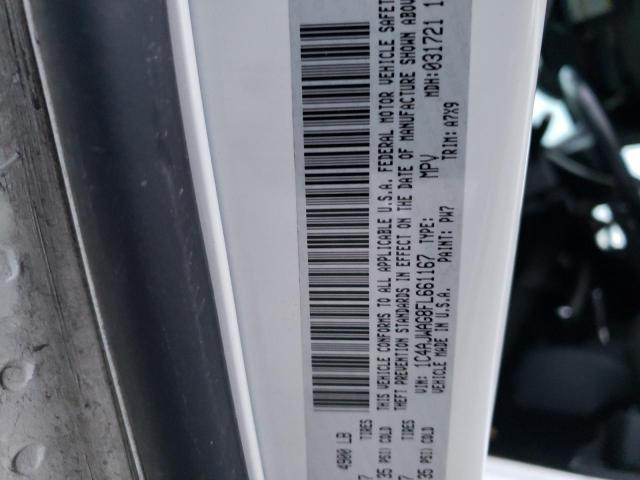 4900 LB
TIRES
35 PSI) COLD
THIS VEHICLE CONFORMS TO ALL APPLICABLE U.S.A. FEDERAL MOTOR VEHICLE SAFET
THEFT PREVENTION STANDARDS IN EFFECT ON THE DATE OF MANUFACTURE SHOWN ABOV
VIN: 1C4AJWAG8FL661167 TYPE: MPV MDH:031721 1
VEHICLE MADE IN U.S.A. PAINT: PW7 TRIM: A7X9
7 TIRES
35 PSI) COLD